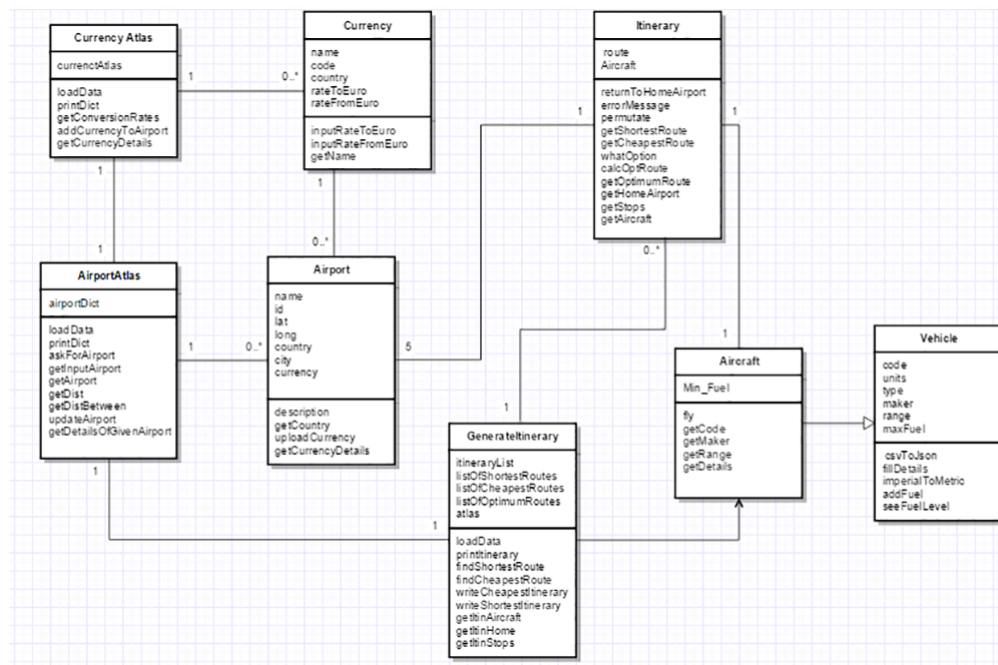 Currency Atlas
currenctAtlas
loadData
printDict
getConversionRates
addCurrencyToAirport
getCurrencyDetails
1
0..*
Currency
name
code
country
rateToEuro
rateFromEuro
inputRateToEuro
inputRateFromEuro
getName
Itinerary
route
Aircraft
returnToHomeAirport
errorMessage
permutate
getShortestRoute
getCheapestRoute
whatOption
calcOptRoute
getOptimumRoute
getHomeAirport
getStops
getAircraft
1
1
1
1
1
0..*
0..*
AirportAtlas
airportDict
loadData
printDict
askForAirport
getInputAirport
getAirport
getDist
getDistBetween
updateAirport
getDetailsOfGivenAirport
1
0..*
Airport
name
id
lat
long
country
city
currency
description
getCountry
uploadCurrency
getCurrencyDetails
5
1
Aircraft
Min_Fuel
fly
getCode
getMaker
getRange
getDetails
Vehicle
code
units
type
maker
range
maxFuel
csvToJson
fillDetails
imperialToMetric
addFuel
seeFuelLevel
1
1
1
GenerateItinerary
itineraryList
listOfShortestRoutes
listOfCheapestRoutes
listOfOptimumRoutes
atlas
loadData
printItinerary
findShortestRoute
findCheapestRoute
writeCheapestItinerary
writeShortestItinerary
getItinAircraft
getItinHome
getItinStops